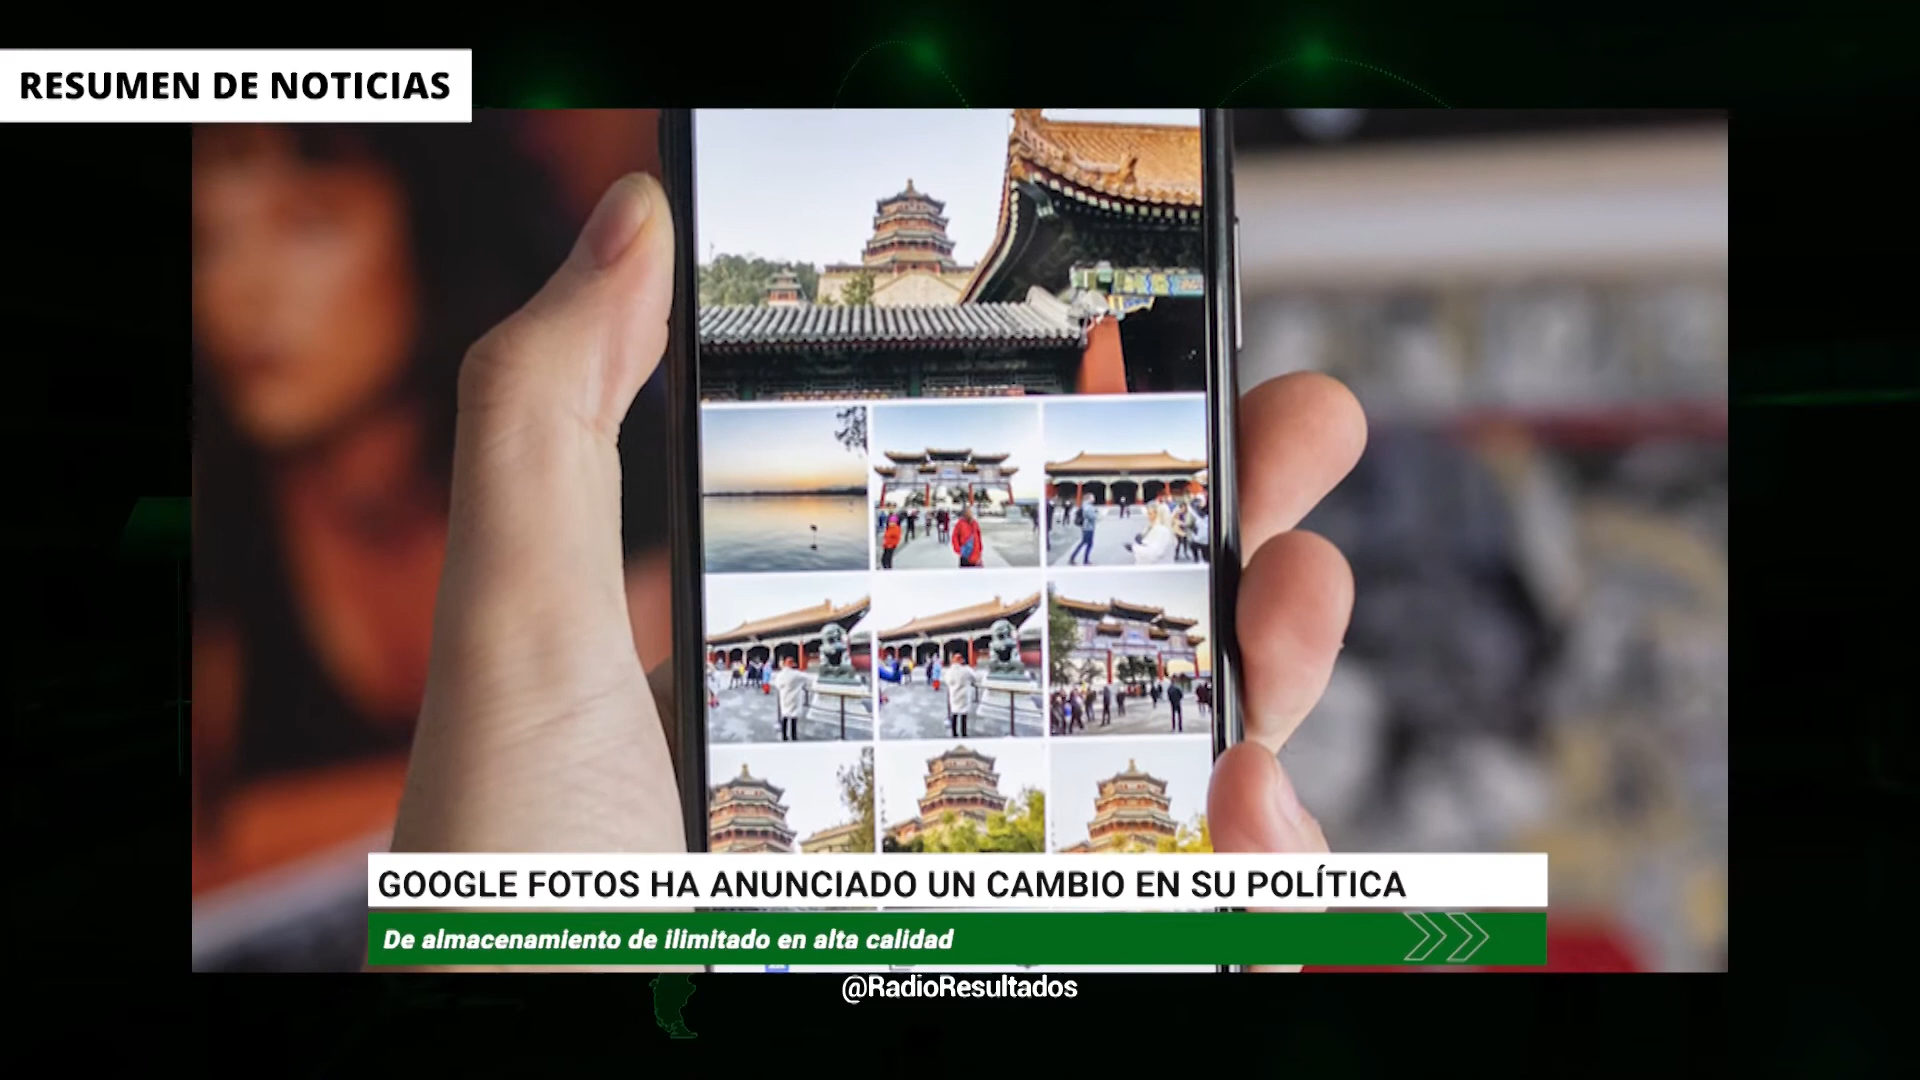 RESUMEN DE NOTICIAS
GOOGLE FOTOS HA ANUNCIADO UN CAMBIO EN SU POLÍTICA
De almacenamiento de ilimitado en alta calidad
@RadioResultados